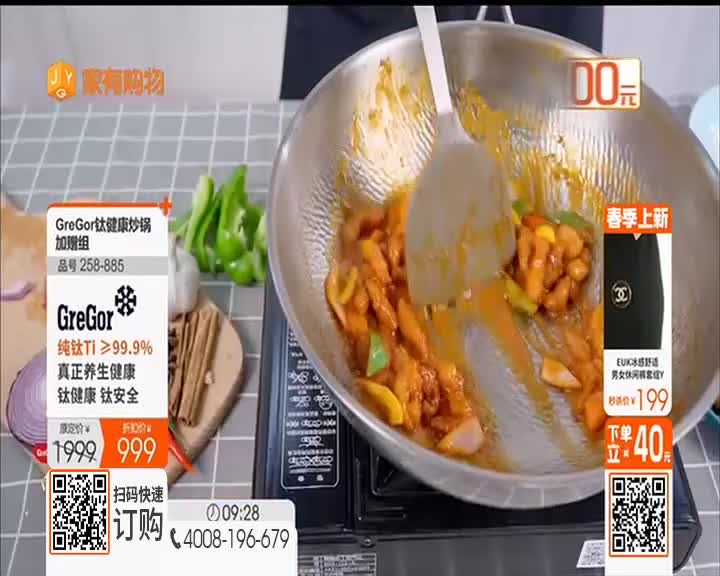 JYG 家有购物
00元
GreGor钛健康炒锅
加赠组
品号 258-885
GreGor
纯钛Ti ≥99.9%
真正养生健康
钛健康 钛安全
原定价¥
1999
折扣价¥
999
扫码快速
订购
09:28
4008-196-679
春季上新
EUK冰感舒适
男女休闲裤套组Y
秒杀价¥199
下单
立减40元